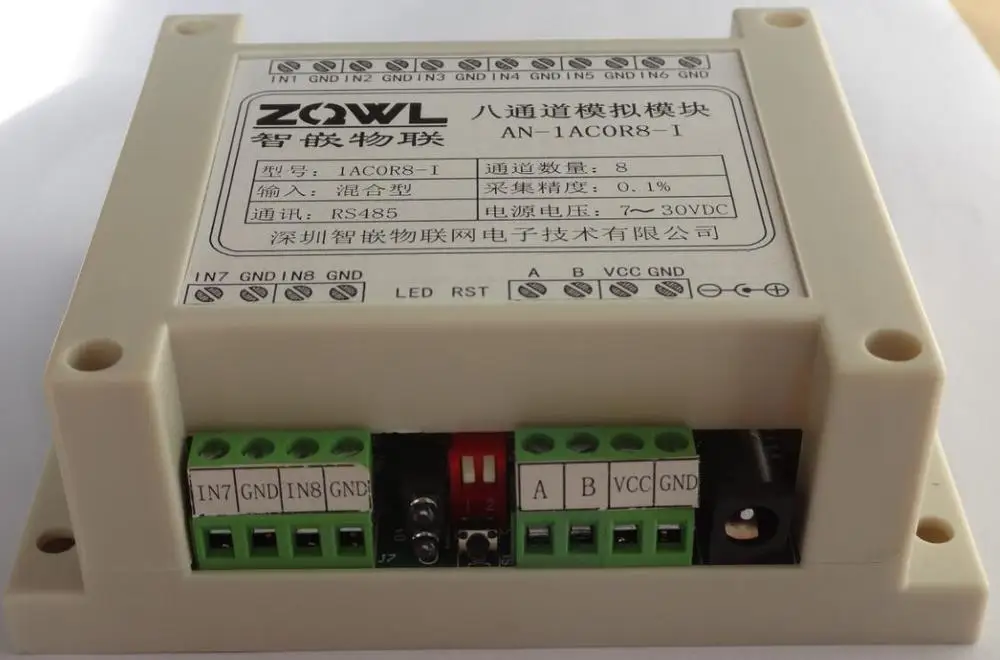 IN1 GND IN2 GND IN3 GND IN4 GND IN5 GND IN6 GND
ZQWL 八通道模拟模块
智嵌物联 AN-1AC0R8-I
型号：1AC0R8-I 通道数量：8
输入：混合型 采集精度：0.1%
通讯：RS485 电源电压：7～30VDC
深圳智嵌物联网电子技术有限公司
IN7 GND IN8 GND LED RST A B VCC GND
IN7 GND IN8 GND A B VCC GND
1 2
J7